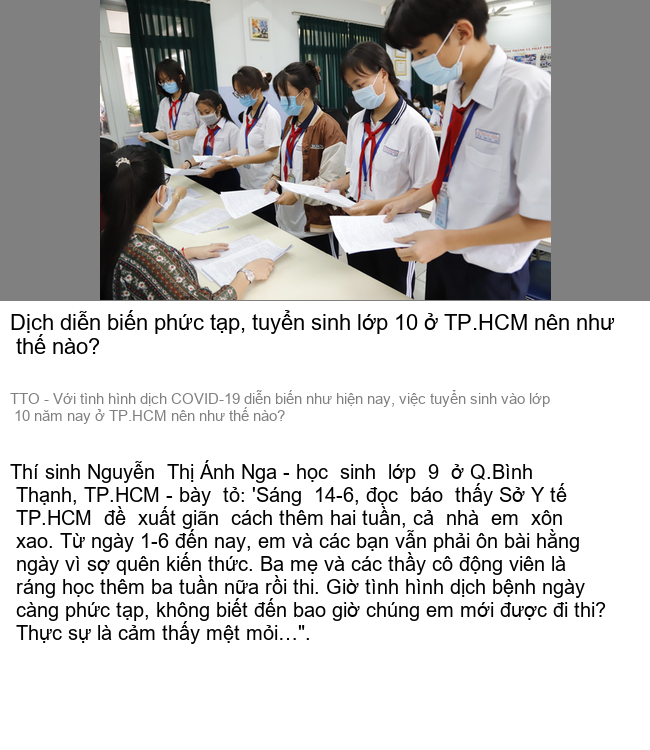 Dịch diễn biến phức tạp, tuyển sinh lớp 10 ở TP.HCM nên như
thế nào?
TTO - Với tình hình dịch COVID-19 diễn biến như hiện nay, việc tuyển sinh vào lớp
10 năm nay ở TP.HCM nên như thế nào?
Thí sinh Nguyễn Thị Ánh Nga - học sinh lớp 9 ở Q.Bình
Thạnh, TP.HCM - bày tỏ: 'Sáng 14-6, đọc báo thấy Sở Y tế
TP.HCM đề xuất giãn cách thêm hai tuần, cả nhà em xôn
xao. Từ ngày 1-6 đến nay, em và các bạn vẫn phải ôn bài hằng
ngày vì sợ quên kiến thức. Ba mẹ và các thầy cô động viên là
ráng học thêm ba tuần nữa rồi thi. Giờ tình hình dịch bệnh ngày
càng phức tạp, không biết đến bao giờ chúng em mới được đi thi?
Thực sự là cảm thấy mệt mỏi…".